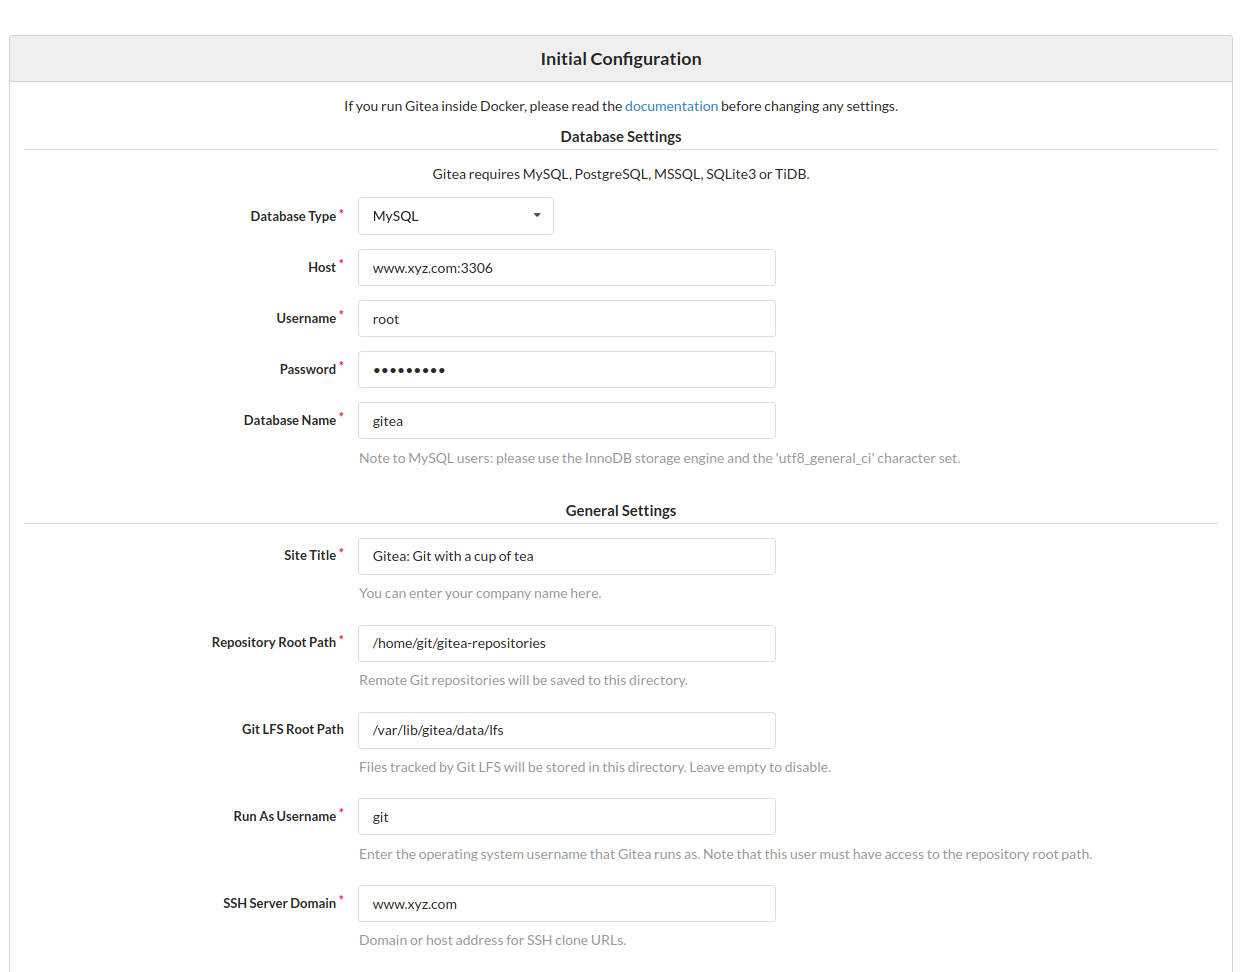 Initial Configuration
If you run Gitea inside Docker, please read the documentation before changing any settings.
Database Settings
Gitea requires MySQL, PostgreSQL, MSSQL, SQLite3 or TiDB.
Database Type * MySQL
Host * www.xyz.com:3306
Username * root
Password * •••••••••
Database Name * gitea
Note to MySQL users: please use the InnoDB storage engine and the 'utf8_general_ci' character set.
General Settings
Site Title * Gitea: Git with a cup of tea
You can enter your company name here.
Repository Root Path * /home/git/gitea-repositories
Remote Git repositories will be saved to this directory.
Git LFS Root Path /var/lib/gitea/data/lfs
Files tracked by Git LFS will be stored in this directory. Leave empty to disable.
Run As Username * git
Enter the operating system username that Gitea runs as. Note that this user must have access to the repository root path.
SSH Server Domain * www.xyz.com
Domain or host address for SSH clone URLs.